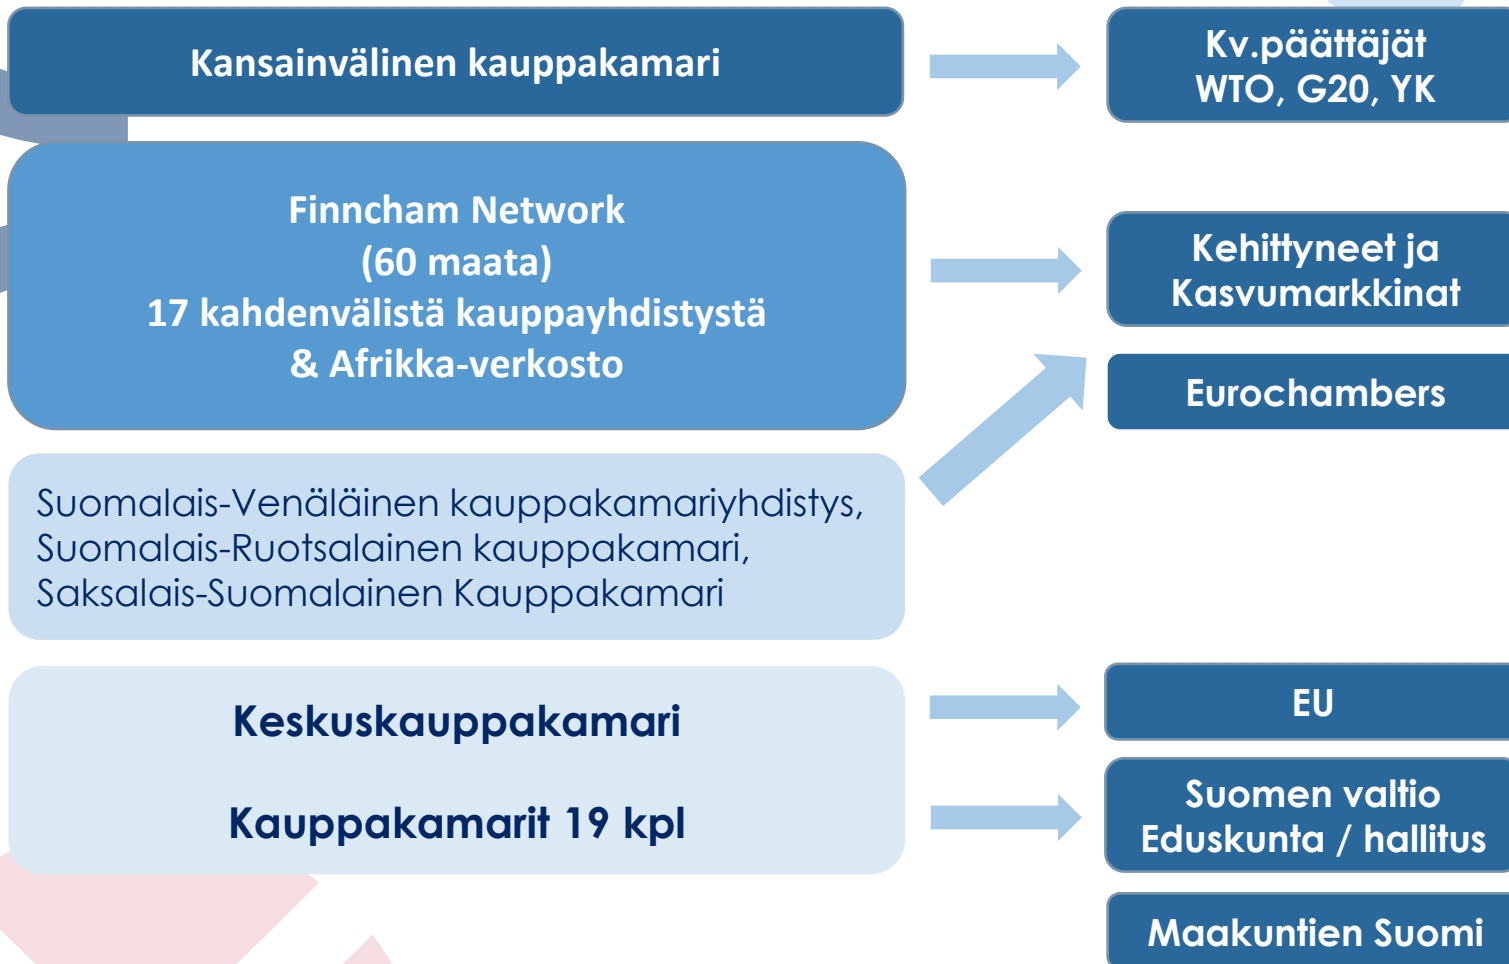 Kansainvälinen kauppakamari
Kv.päättäjät
WTO, G20, YK
Finncham Network
(60 maata)
17 kahdenvälistä kauppayhdistystä
& Afrikka-verkosto
Kehittyneet ja
Kasvumarkkinat
Eurochambers
Suomalais-Venäläinen kauppakamariyhdistys,
Suomalais-Ruotsalainen kauppakamari,
Saksalais-Suomalainen Kauppakamari
Keskuskauppakamari
EU
Kauppakamarit 19 kpl
Suomen valtio
Eduskunta / hallitus
Maakuntien Suomi